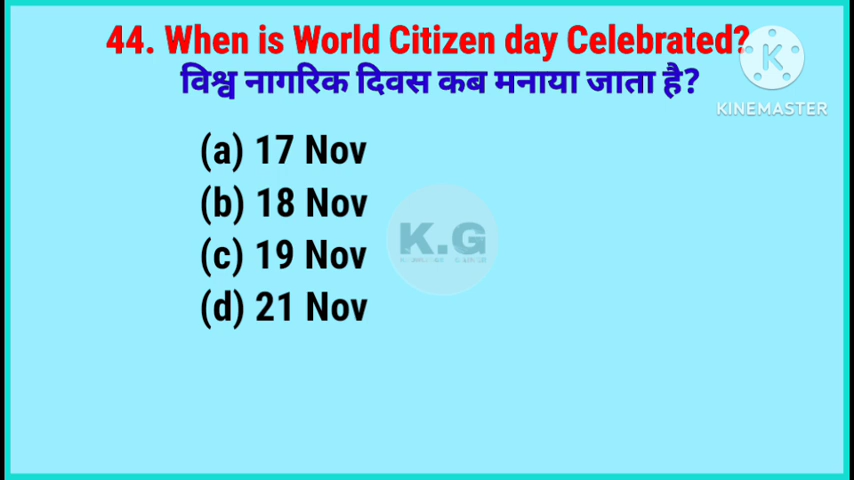 44. When is World Citizen day Celebrated?
विश्व नागरिक दिवस कब मनाया जाता है?
KINEMASTER
(a) 17 Nov
(b) 18 Nov
(c) 19 Nov
(d) 21 Nov
K.G